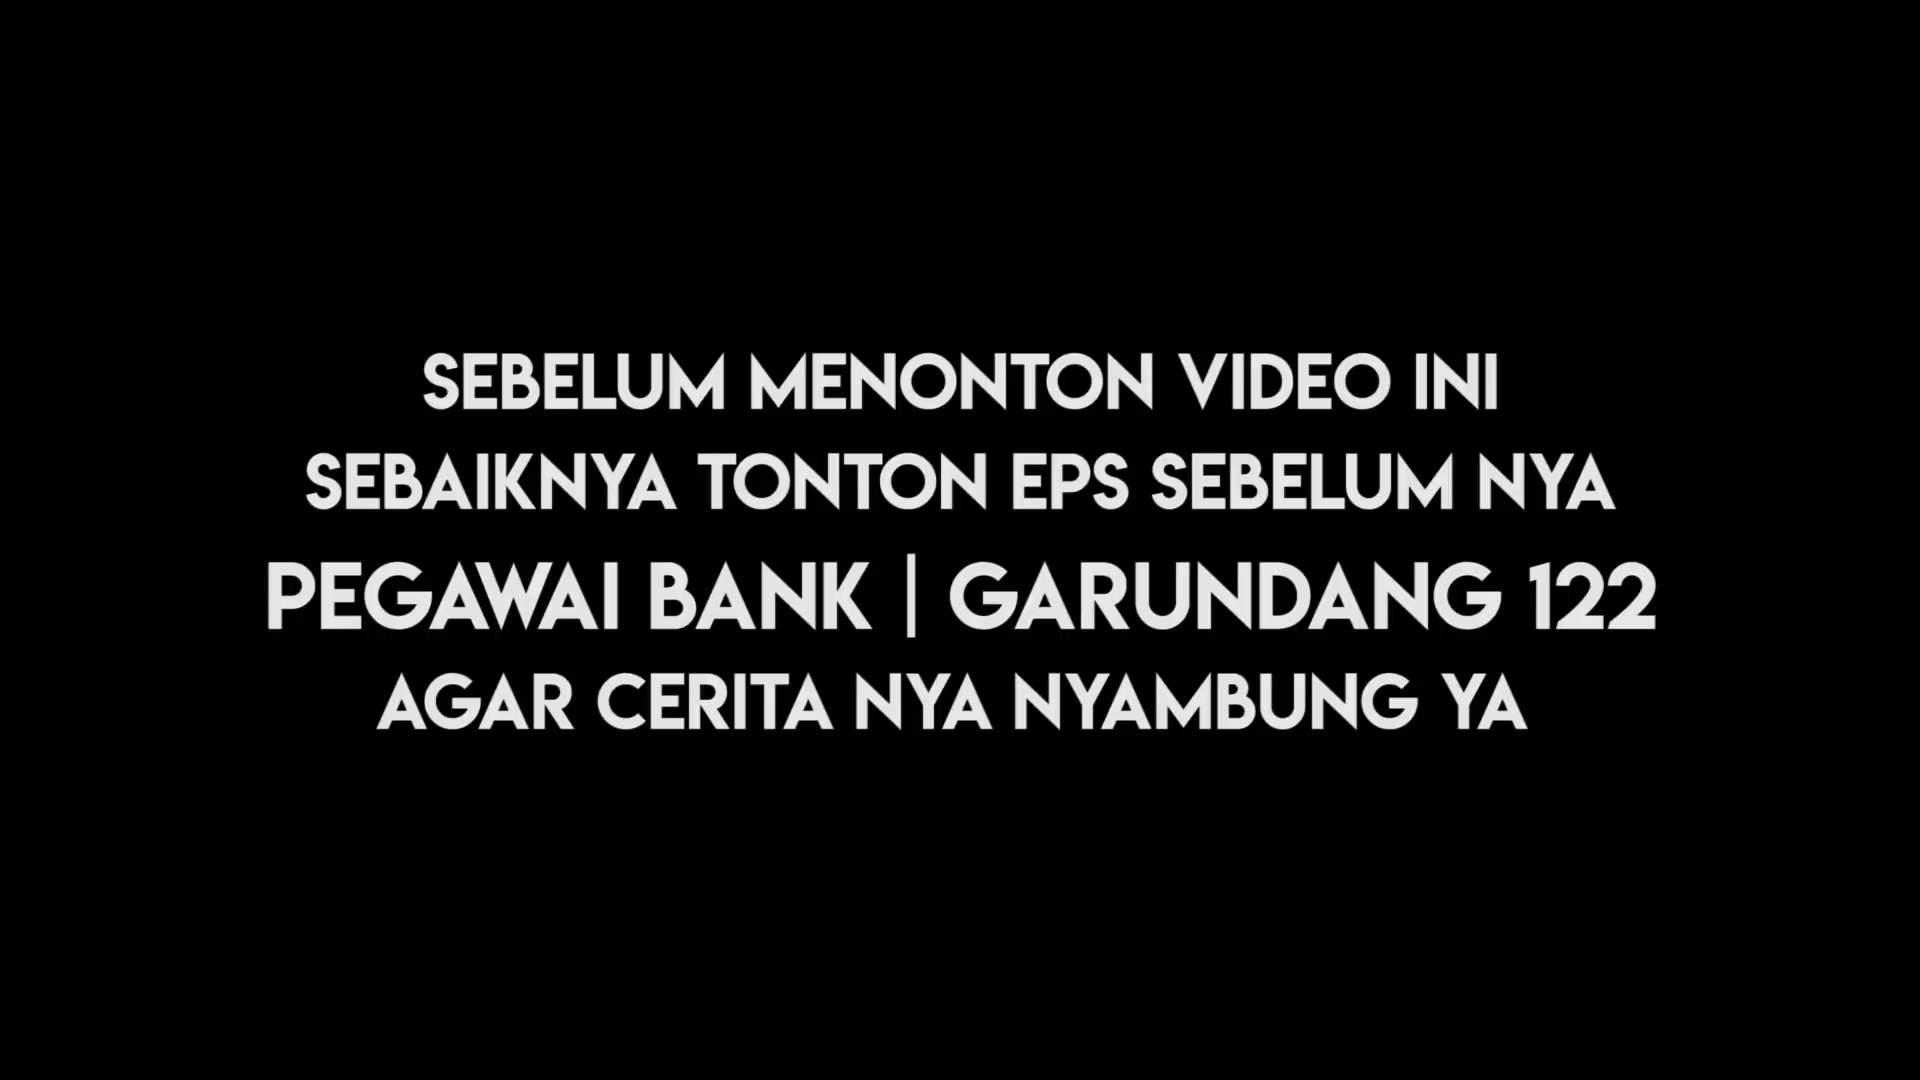 SEBELUM MENONTON VIDEO INI
SEBAIKNYA TONTON EPS SEBELUM NYA
PEGAWAI BANK | GARUNDANG 122
AGAR CERITA NYA NYAMBUNG YA